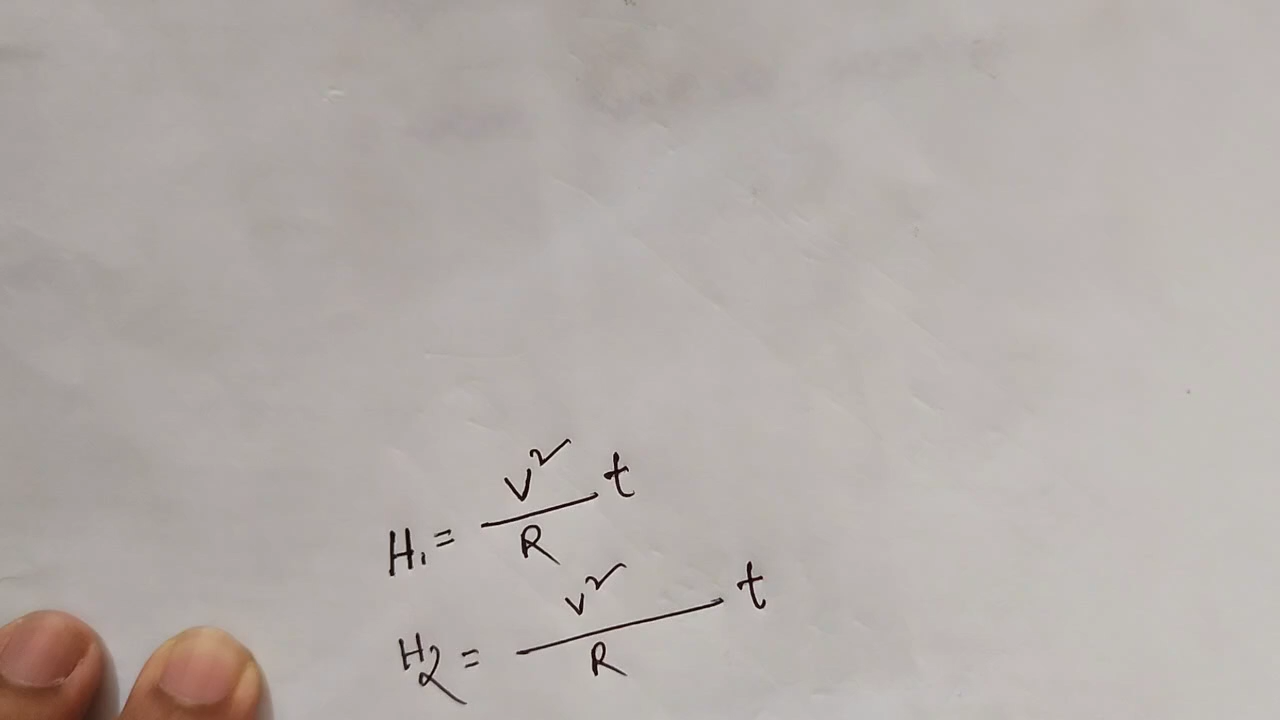 H₁ = V²/R t
H₂ = V²/R t